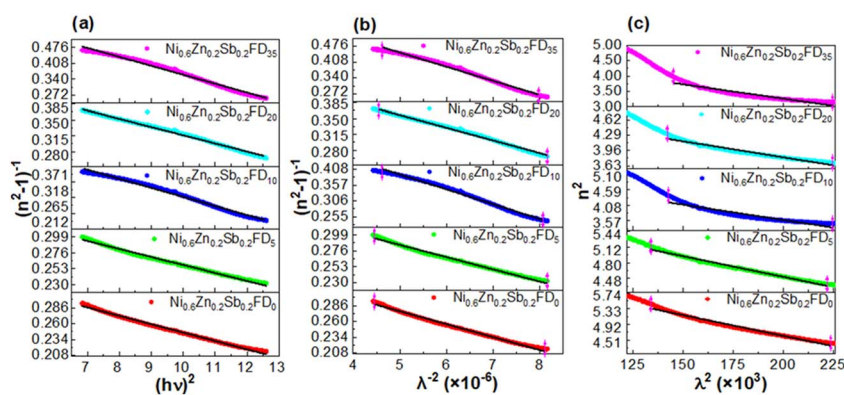 (a)
(n²-1)⁻¹
0.476
0.408
0.340
0.272
Ni₀.₆Zn₀.₂Sb₀.₂FD₃₅
0.385
0.350
0.315
0.280
Ni₀.₆Zn₀.₂Sb₀.₂FD₂₀
0.371
0.318
0.265
0.212
Ni₀.₆Zn₀.₂Sb₀.₂FD₁₀
0.299
0.276
0.253
0.230
Ni₀.₆Zn₀.₂Sb₀.₂FD₅
0.286
0.260
0.234
0.208
Ni₀.₆Zn₀.₂Sb₀.₂FD₀
7 8 9 10 11 12 13
(hν)²
(b)
(n²-1)⁻¹
0.476
0.408
0.340
0.272
Ni₀.₆Zn₀.₂Sb₀.₂FD₃₅
0.385
0.350
0.315
0.280
Ni₀.₆Zn₀.₂Sb₀.₂FD₂₀
0.408
0.357
0.306
0.255
Ni₀.₆Zn₀.₂Sb₀.₂FD₁₀
0.299
0.276
0.253
0.230
Ni₀.₆Zn₀.₂Sb₀.₂FD₅
0.286
0.260
0.234
0.208
Ni₀.₆Zn₀.₂Sb₀.₂FD₀
4 5 6 7 8
λ⁻² (×10⁻⁶)
(c)
n²
5.00
4.50
4.00
3.50
3.00
Ni₀.₆Zn₀.₂Sb₀.₂FD₃₅
4.62
4.29
3.96
3.63
Ni₀.₆Zn₀.₂Sb₀.₂FD₂₀
5.10
4.59
4.08
3.57
Ni₀.₆Zn₀.₂Sb₀.₂FD₁₀
5.44
5.12
4.80
4.48
Ni₀.₆Zn₀.₂Sb₀.₂FD₅
5.74
5.33
4.92
4.51
Ni₀.₆Zn₀.₂Sb₀.₂FD₀
125 150 175 200 225
λ² (×10³)